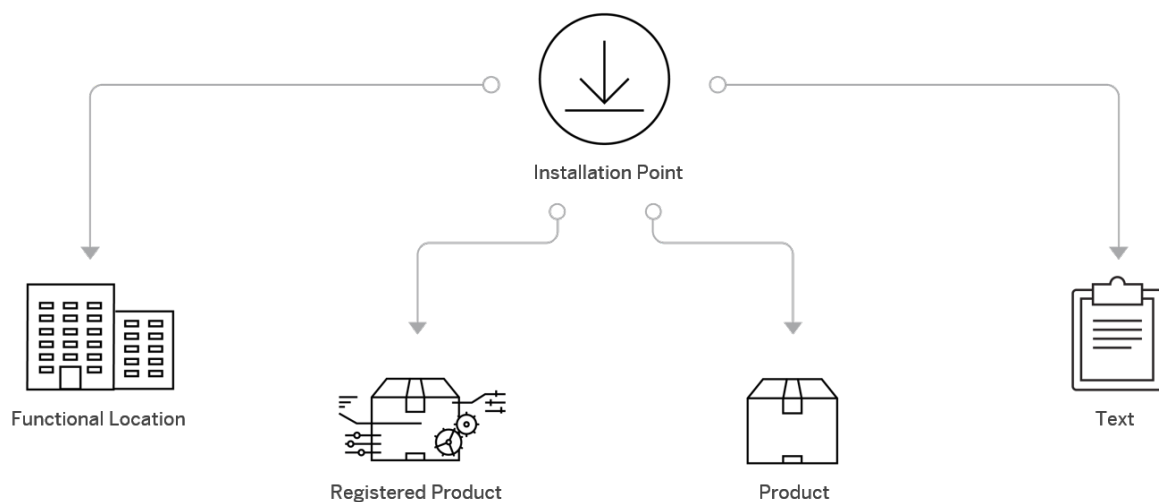 Installation Point
Functional Location
Text
Registered Product
Product